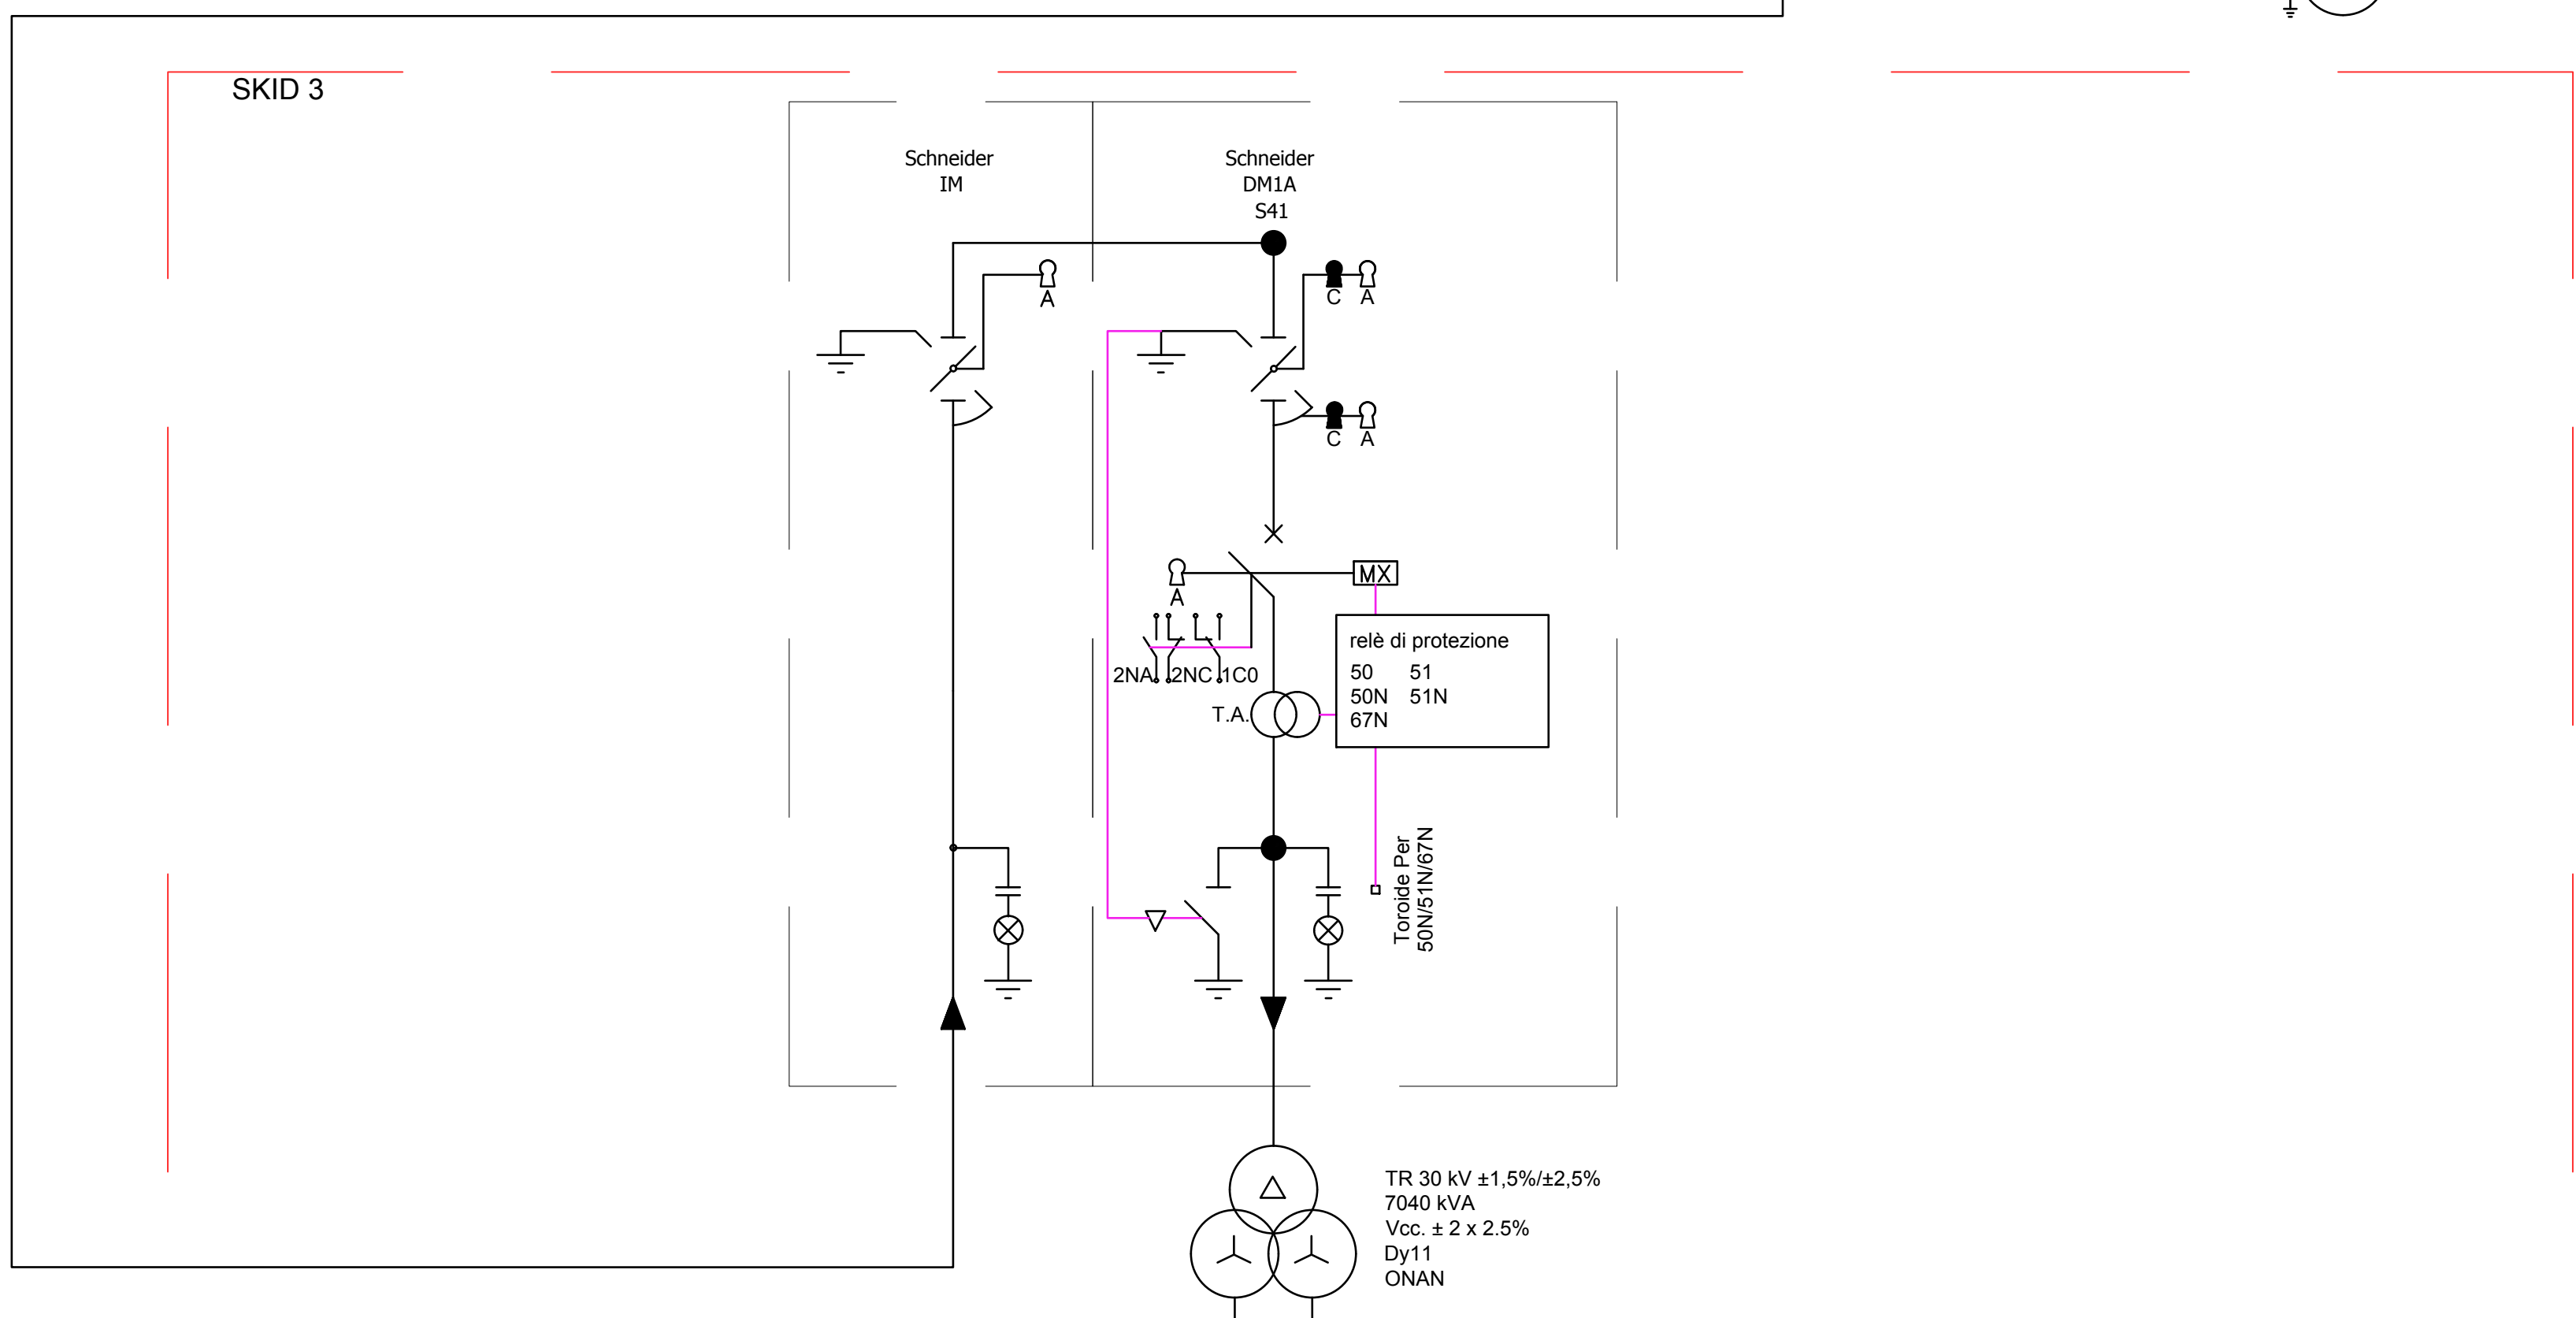 SKID 3
Schneider
IM
Schneider
DM1A
S41
A
C A
C A
A
MX
2NA 2NC 1C0
T.A.
relè di protezione
50 51
50N 51N
67N
Toroide Per
50N/51N/67N
TR 30 kV ±1,5%/±2,5%
7040 kVA
Vcc. ± 2 x 2.5%
Dy11
ONAN